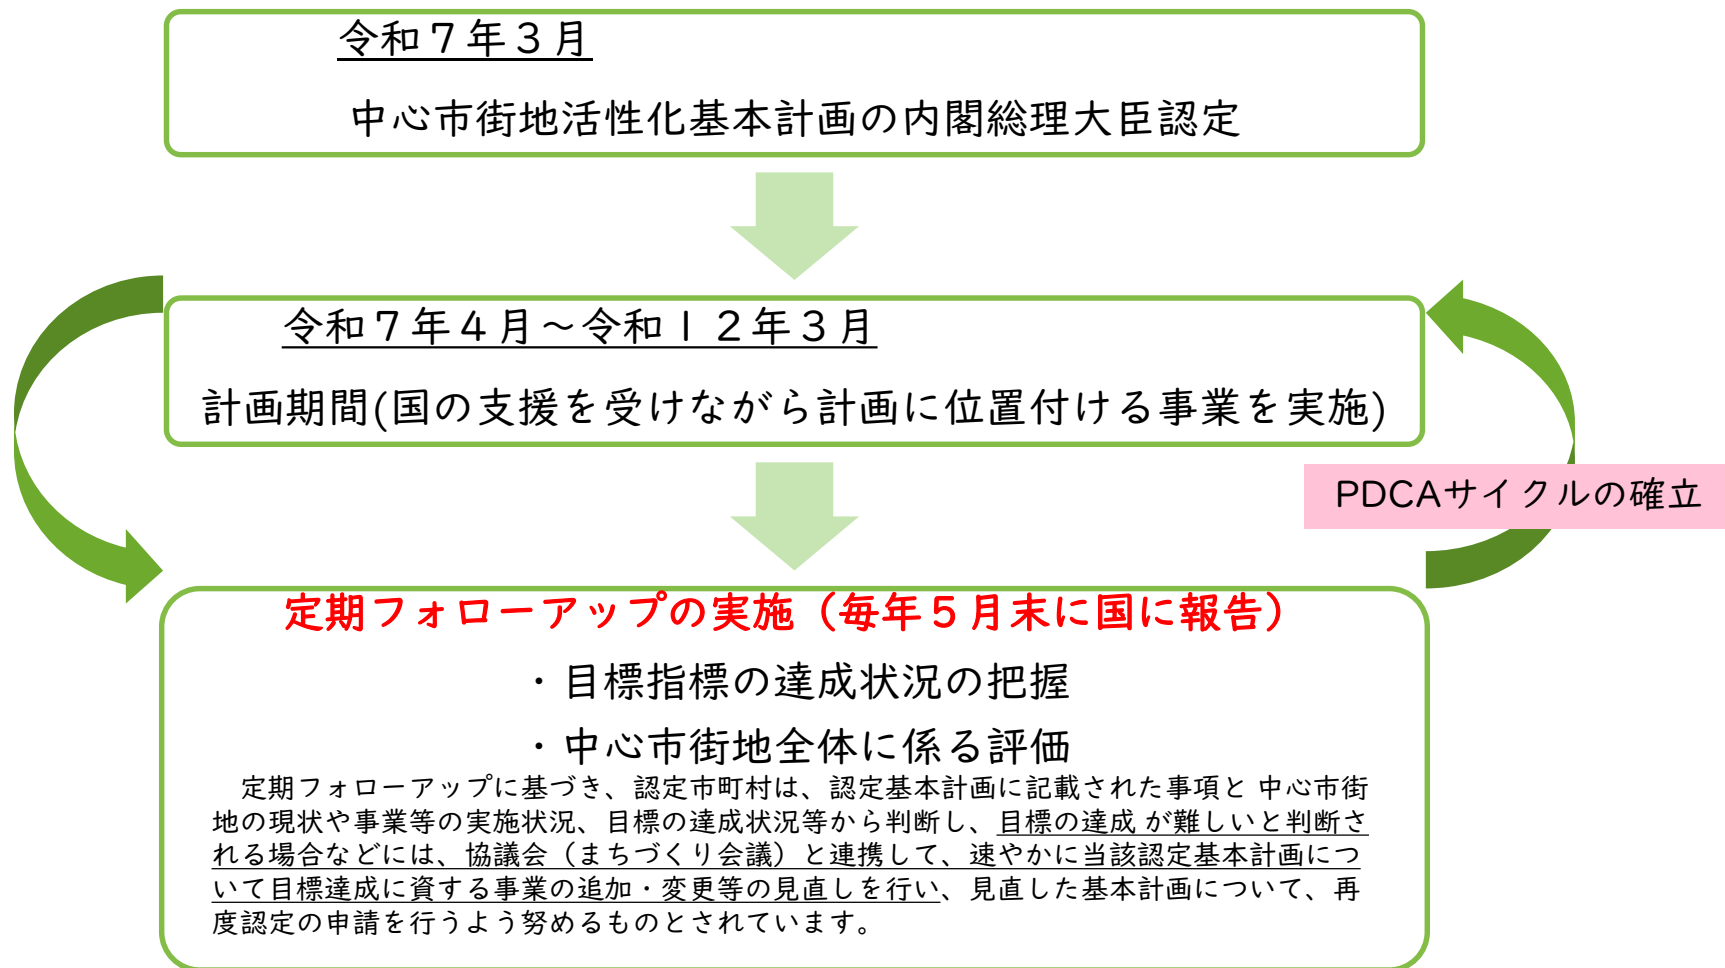 令和７年３月
中心市街地活性化基本計画の内閣総理大臣認定
令和７年４月～令和１２年３月
計画期間(国の支援を受けながら計画に位置付ける事業を実施)
PDCAサイクルの確立
定期フォローアップの実施（毎年５月末に国に報告）
・目標指標の達成状況の把握
・中心市街地全体に係る評価
定期フォローアップに基づき、認定市町村は、認定基本計画に記載された事項と 中心市街
地の現状や事業等の実施状況、目標の達成状況等から判断し、目標の達成 が難しいと判断さ
れる場合などには、協議会（まちづくり会議）と連携して、速やかに当該認定基本計画につ
いて目標達成に資する事業の追加・変更等の見直しを行い、見直した基本計画について、再
度認定の申請を行うよう努めるものとされています。